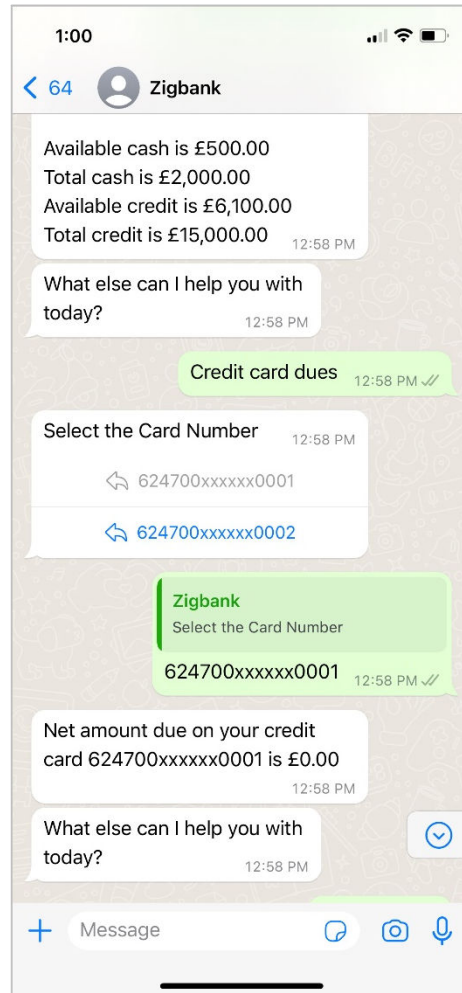 1:00
64 Zigbank
Available cash is £500.00
Total cash is £2,000.00
Available credit is £6,100.00
Total credit is £15,000.00 12:58 PM
What else can I help you with
today? 12:58 PM
Credit card dues 12:58 PM
Select the Card Number 12:58 PM
624700xxxxxx0001
624700xxxxxx0002
Zigbank
Select the Card Number
624700xxxxxx0001 12:58 PM
Net amount due on your credit
card 624700xxxxxx0001 is £0.00
12:58 PM
What else can I help you with
today? 12:58 PM
Message